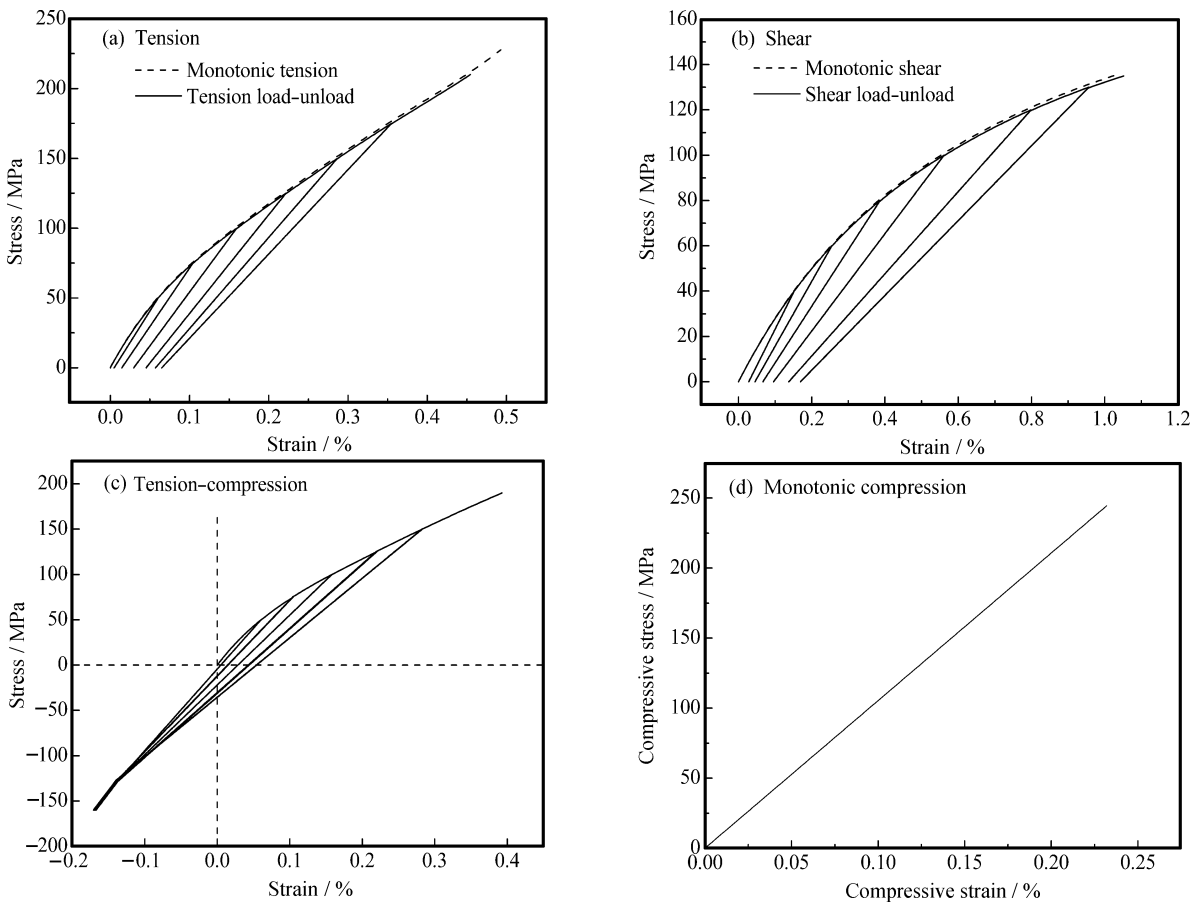 (a) Tension
Monotonic tension
Tension load–unload
250
200
150
100
50
0
0.0 0.1 0.2 0.3 0.4 0.5
Stress / MPa
Strain / %
(b) Shear
Monotonic shear
Shear load–unload
160
140
120
100
80
60
40
20
0
0.0 0.2 0.4 0.6 0.8 1.0 1.2
Stress / MPa
Strain / %
(c) Tension–compression
200
150
100
50
0
−50
−100
−150
−200
−0.2 −0.1 0.0 0.1 0.2 0.3 0.4
Stress / MPa
Strain / %
(d) Monotonic compression
250
200
150
100
50
0
0.00 0.05 0.10 0.15 0.20 0.25
Compressive stress / MPa
Compressive strain / %